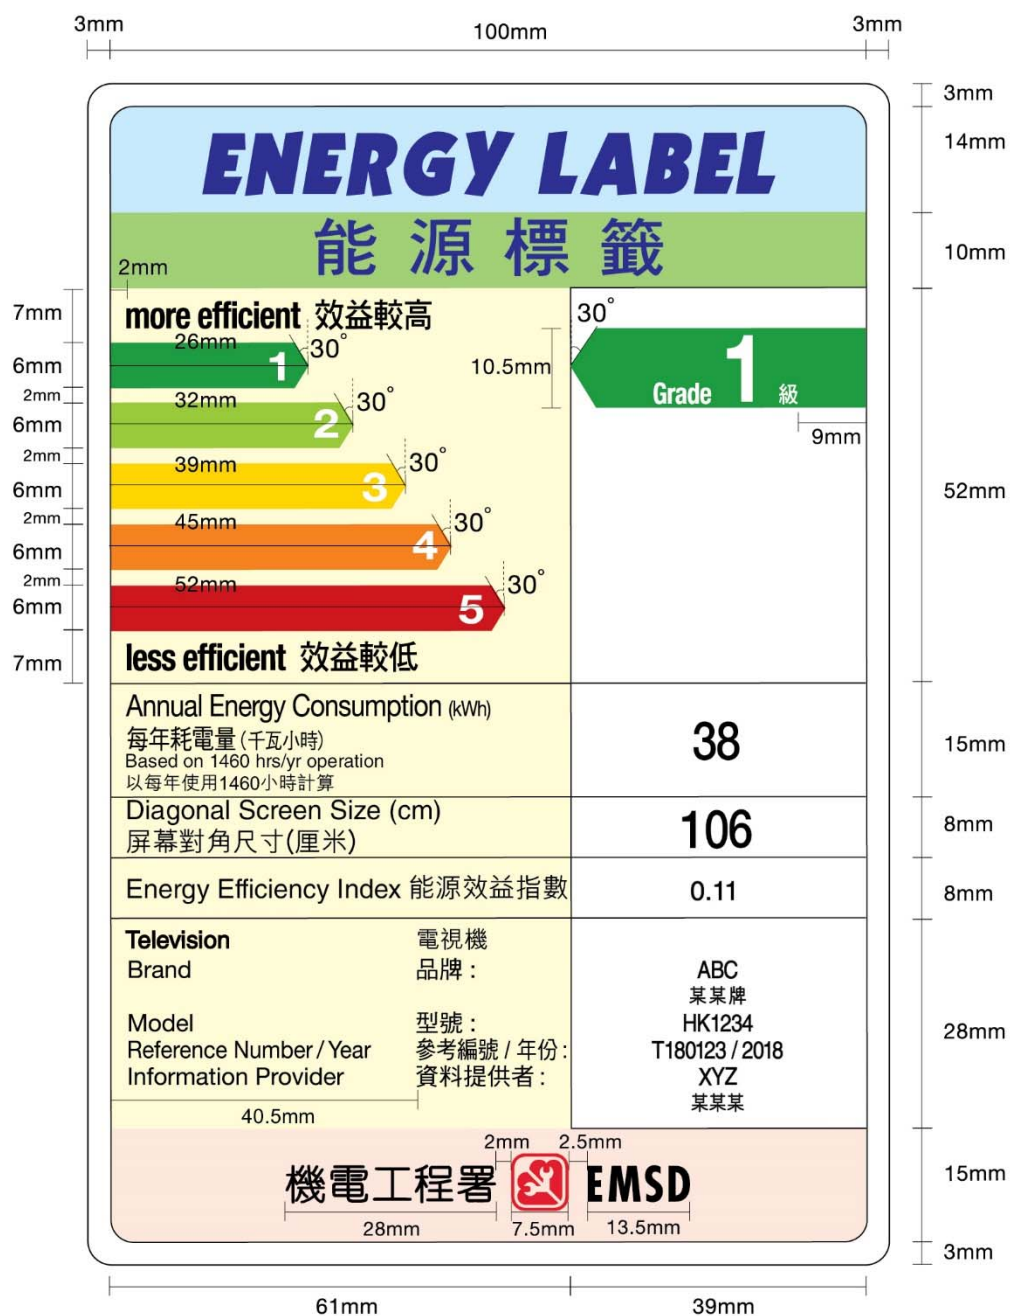 3mm 100mm 3mm
3mm
ENERGY LABEL
14mm
能源標籤
10mm
2mm
7mm
more efficient 效益較高
30°
26mm
1
30°
6mm
10.5mm
Grade 1 級
2mm
32mm
2
30°
6mm
9mm
2mm
39mm
3
30°
6mm
52mm
2mm
45mm
4
30°
6mm
2mm
52mm
5
30°
6mm
less efficient 效益較低
7mm
Annual Energy Consumption (kWh)
每年耗電量(千瓦小時)
Based on 1460 hrs/yr operation
以每年使用1460小時計算
38
15mm
Diagonal Screen Size (cm)
屏幕對角尺寸(厘米)
106
8mm
Energy Efficiency Index 能源效益指數
0.11
8mm
Television 電視機
Brand 品牌 : ABC
某某牌
Model 型號 : HK1234
28mm
Reference Number / Year 參考編號 / 年份 : T180123 / 2018
Information Provider 資料提供者 : XYZ
某某某
40.5mm
2mm 2.5mm
機電工程署 EMSD
15mm
28mm 7.5mm 13.5mm
3mm
61mm 39mm